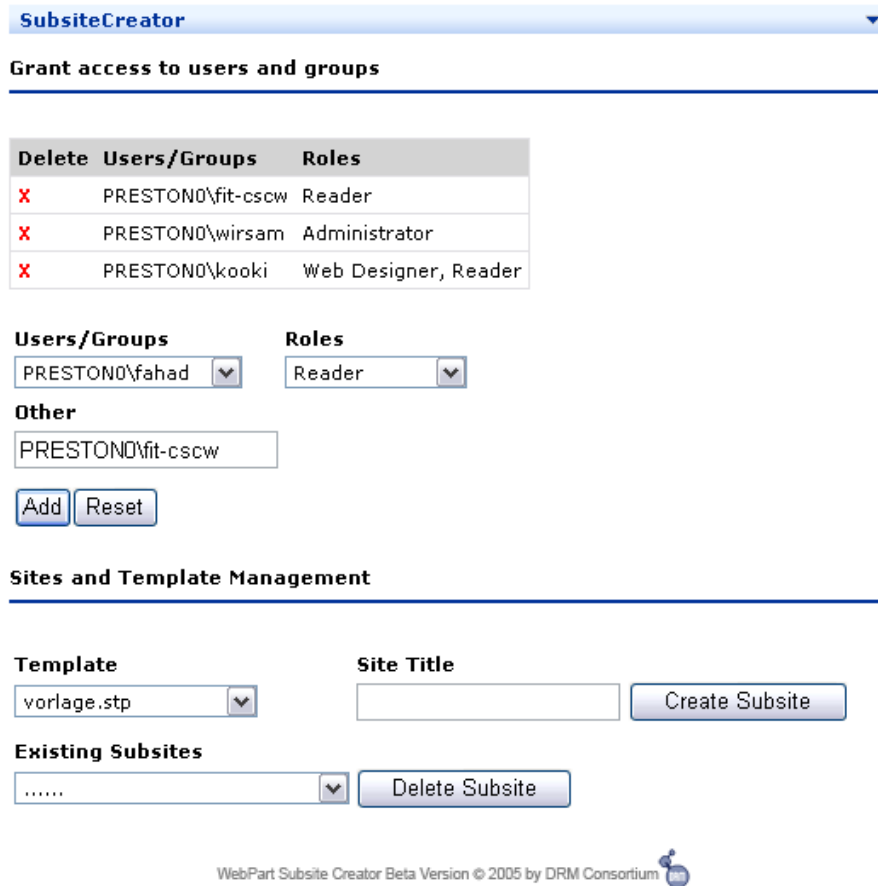 SubsiteCreator
Grant access to users and groups
Delete Users/Groups Roles
X PRESTON0\fit-cscw Reader
X PRESTON0\wirsam Administrator
X PRESTON0\kooki Web Designer, Reader
Users/Groups Roles
PRESTON0\fahad Reader
Other
PRESTON0\fit-cscw
Add Reset
Sites and Template Management
Template Site Title
vorlage.stp Create Subsite
Existing Subsites
...... Delete Subsite
WebPart Subsite Creator Beta Version © 2005 by DRM Consortium DRM